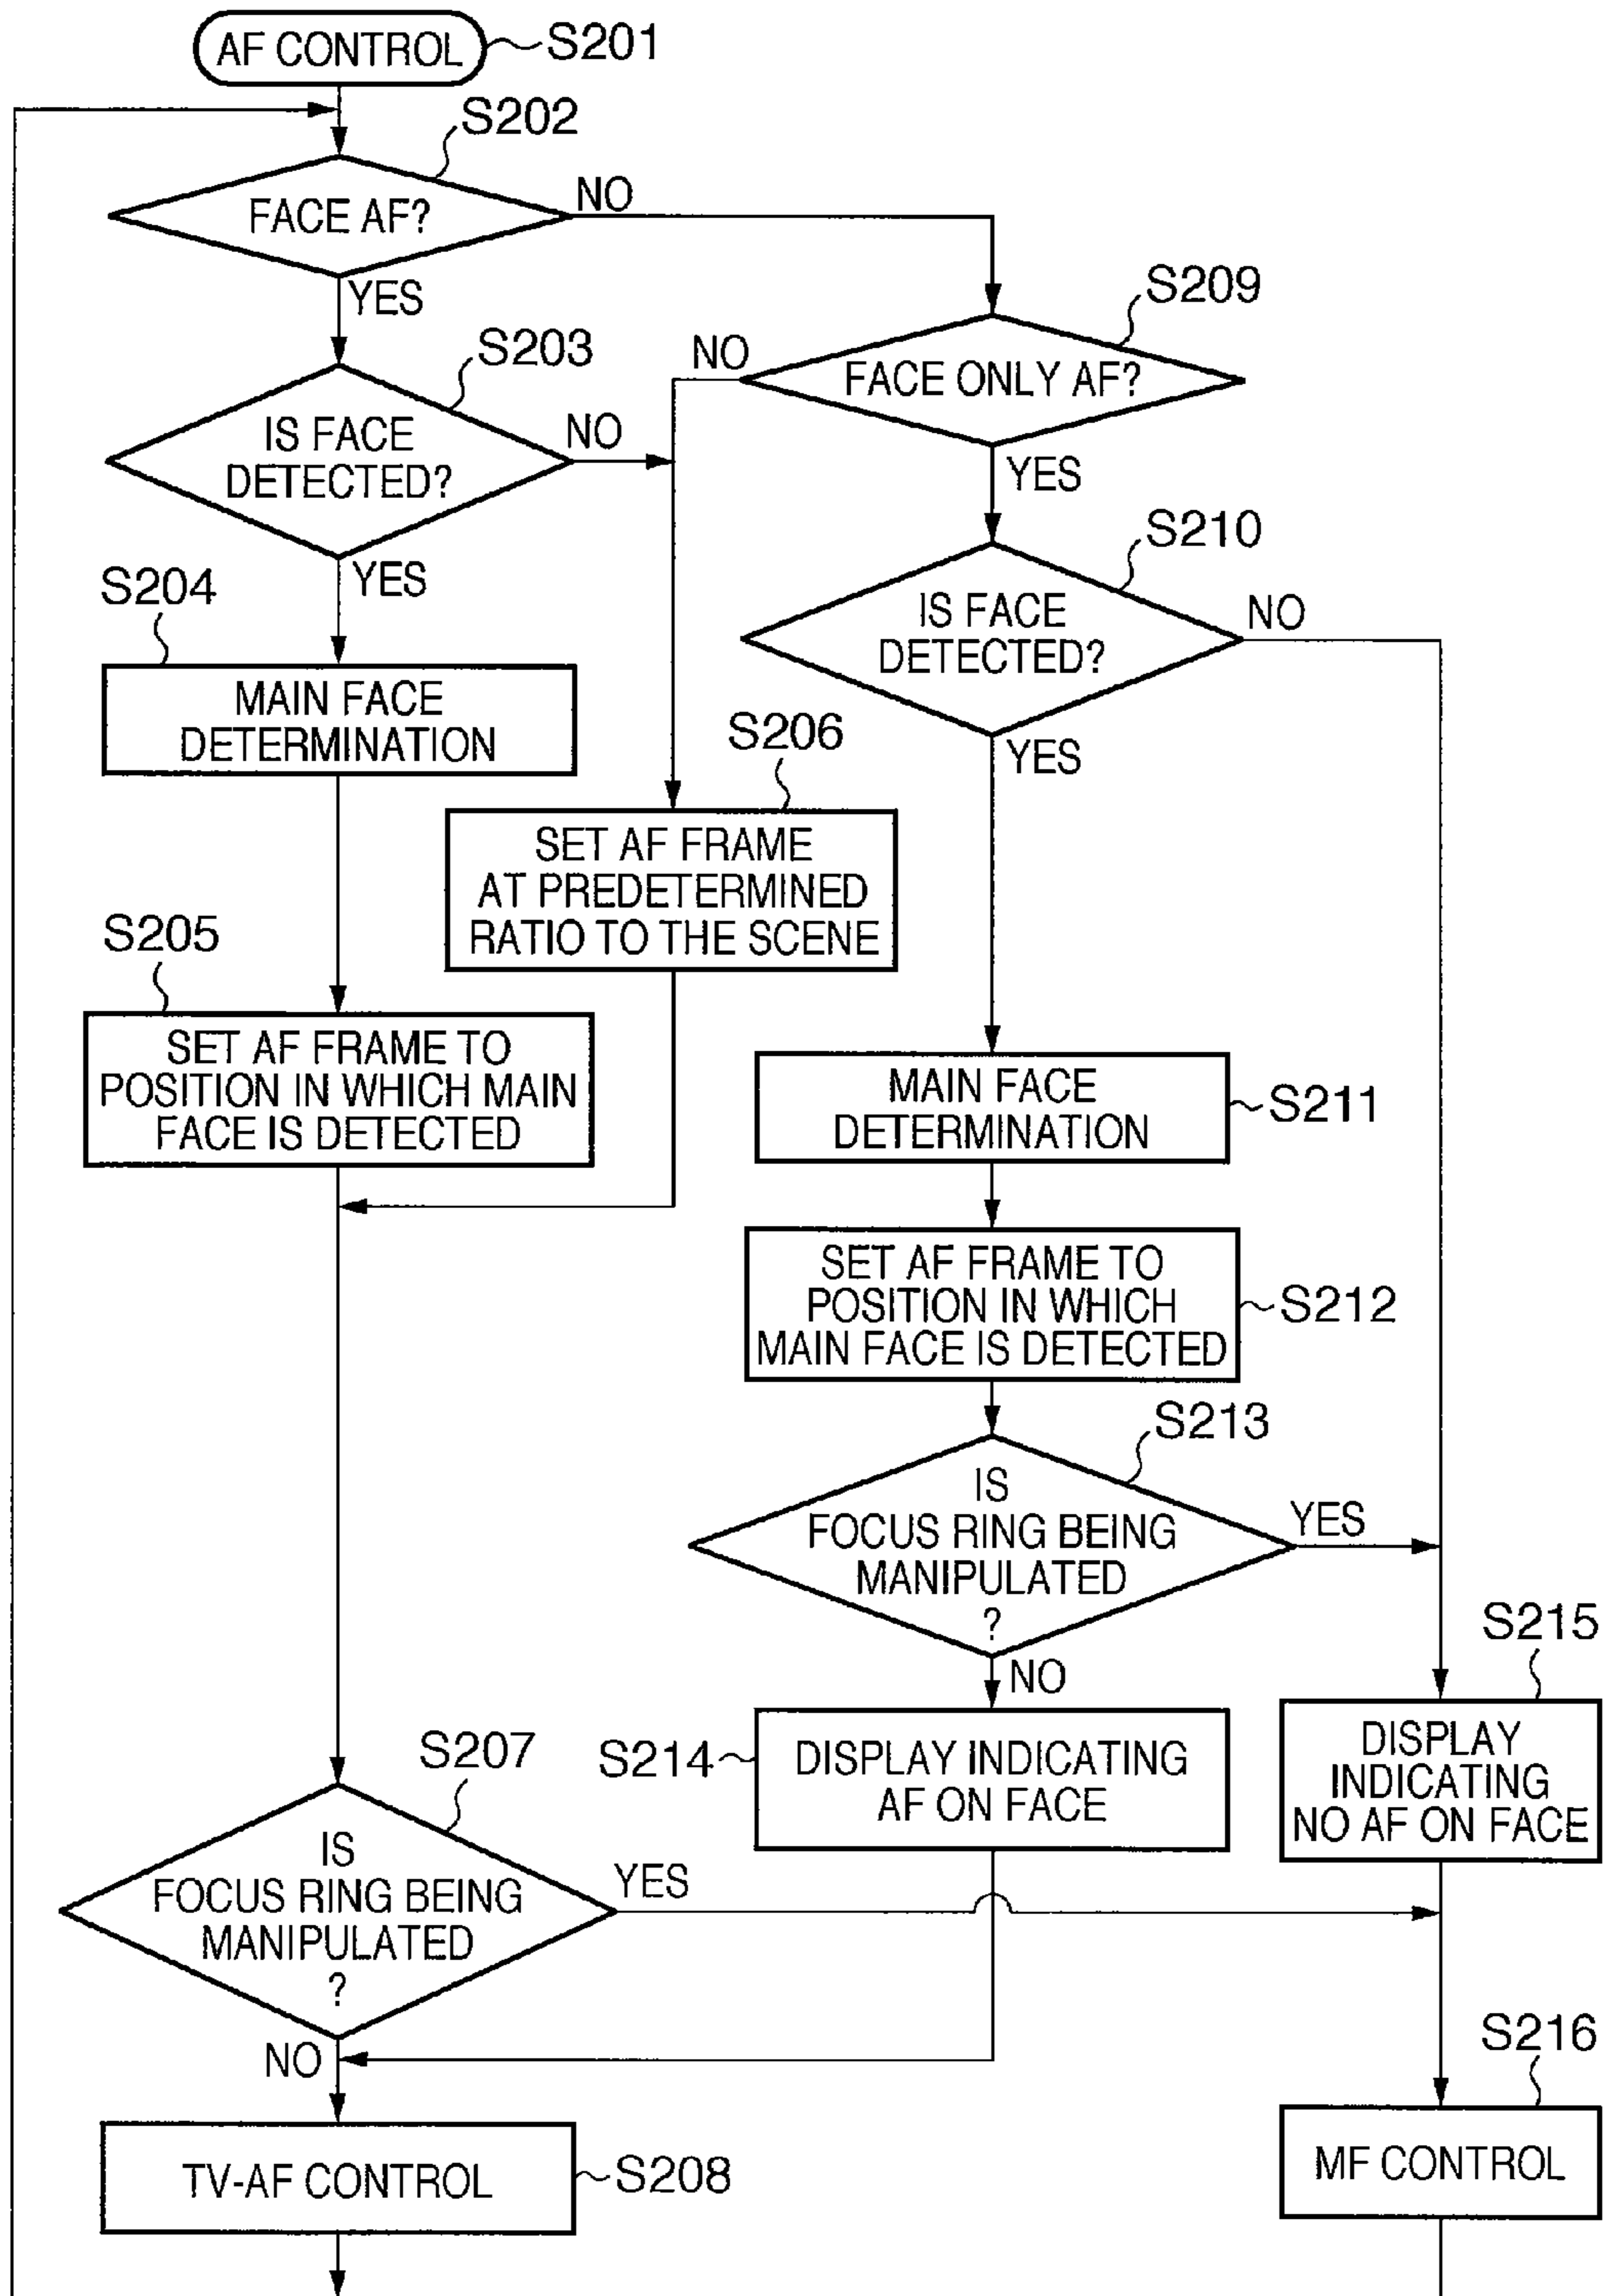 AF CONTROL
S201
S202
FACE AF?
NO
YES
S209
FACE ONLY AF?
NO
YES
S203
IS FACE
DETECTED?
NO
YES
S210
IS FACE
DETECTED?
NO
YES
S204
MAIN FACE
DETERMINATION
S206
SET AF FRAME
AT PREDETERMINED
RATIO TO THE SCENE
S205
SET AF FRAME TO
POSITION IN WHICH MAIN
FACE IS DETECTED
MAIN FACE
DETERMINATION
S211
SET AF FRAME TO
POSITION IN WHICH
MAIN FACE IS DETECTED
S212
S213
IS
FOCUS RING BEING
MANIPULATED
?
YES
NO
S215
DISPLAY
INDICATING
NO AF ON FACE
S214
DISPLAY INDICATING
AF ON FACE
S207
IS
FOCUS RING BEING
MANIPULATED
?
YES
NO
S216
MF CONTROL
TV-AF CONTROL
S208